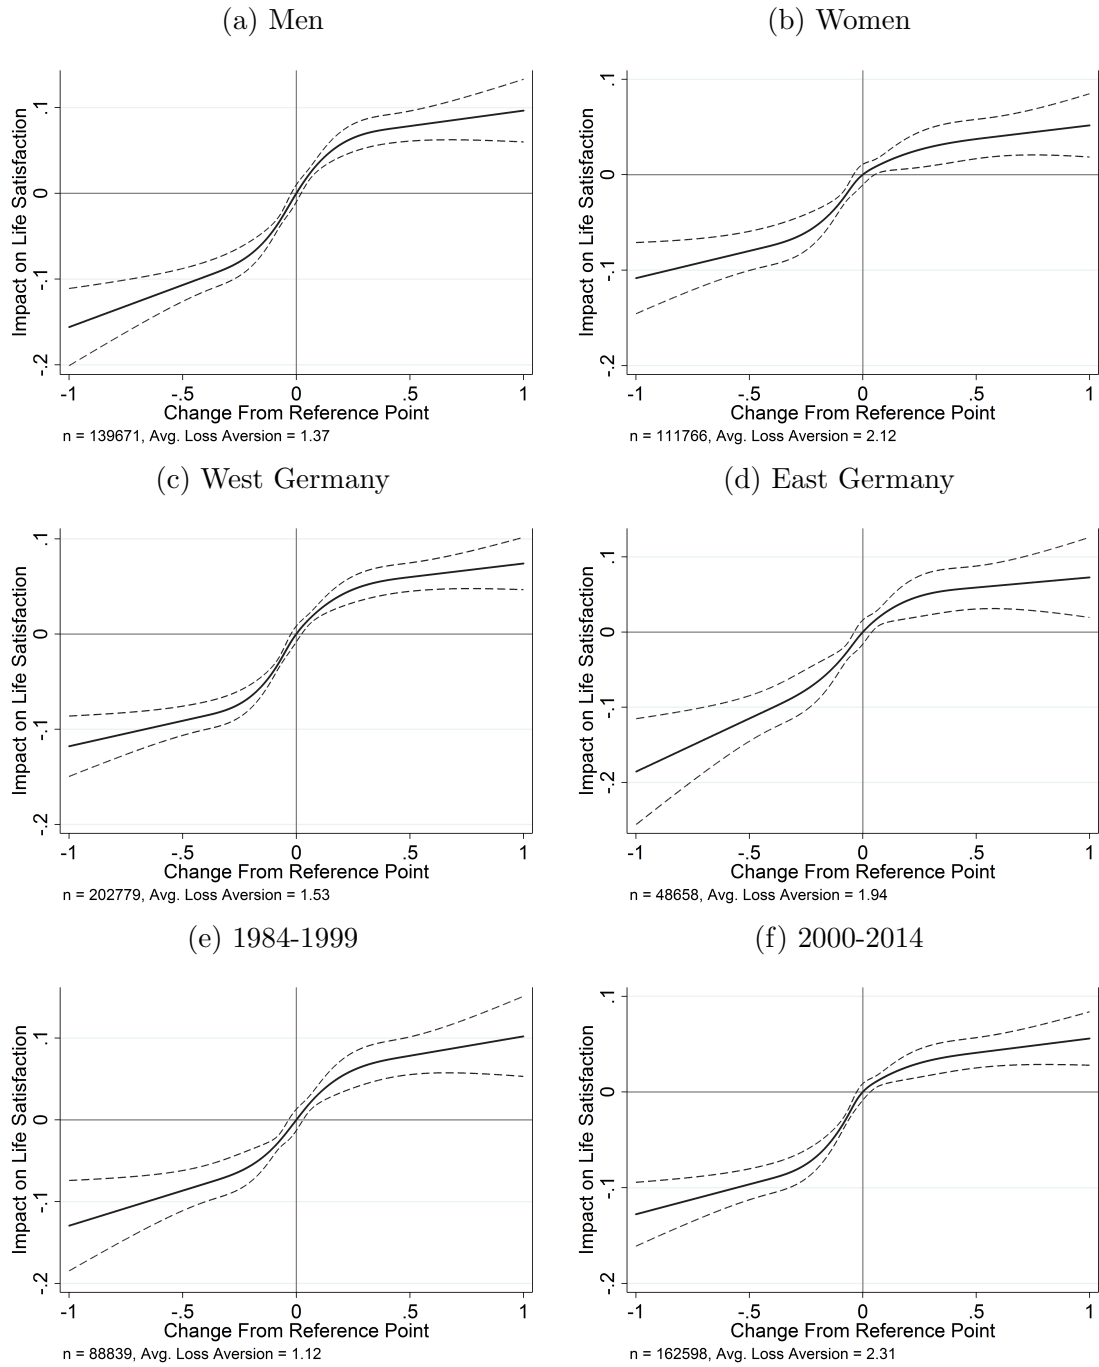 (a) Men
(b) Women
Impact on Life Satisfaction
.1
0
-.1
-.2
-1 -.5 0 .5 1
Change From Reference Point
n = 139671, Avg. Loss Aversion = 1.37
Impact on Life Satisfaction
.1
0
-.1
-.2
-1 -.5 0 .5 1
Change From Reference Point
n = 111766, Avg. Loss Aversion = 2.12
(c) West Germany
(d) East Germany
Impact on Life Satisfaction
.1
0
-.1
-.2
-1 -.5 0 .5 1
Change From Reference Point
n = 202779, Avg. Loss Aversion = 1.53
Impact on Life Satisfaction
.1
0
-.1
-.2
-1 -.5 0 .5 1
Change From Reference Point
n = 48658, Avg. Loss Aversion = 1.94
(e) 1984-1999
(f) 2000-2014
Impact on Life Satisfaction
.1
0
-.1
-.2
-1 -.5 0 .5 1
Change From Reference Point
n = 88839, Avg. Loss Aversion = 1.12
Impact on Life Satisfaction
.1
0
-.1
-.2
-1 -.5 0 .5 1
Change From Reference Point
n = 162598, Avg. Loss Aversion = 2.31